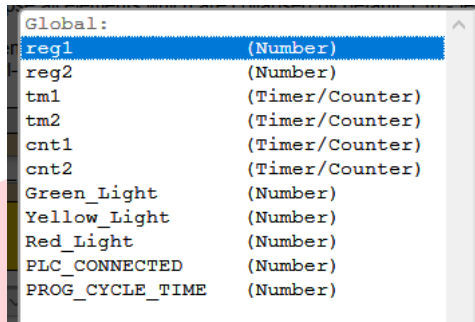 Global:
reg1 (Number)
reg2 (Number)
tm1 (Timer/Counter)
tm2 (Timer/Counter)
cnt1 (Timer/Counter)
cnt2 (Timer/Counter)
Green_Light (Number)
Yellow_Light (Number)
Red_Light (Number)
PLC_CONNECTED (Number)
PROG_CYCLE_TIME (Number)